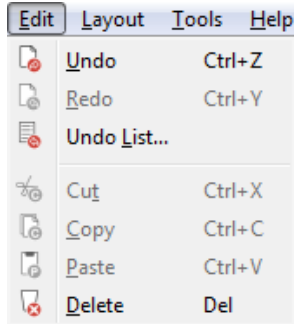 Edit Layout Tools Help
Undo Ctrl+Z
Redo Ctrl+Y
Undo List...
Cut Ctrl+X
Copy Ctrl+C
Paste Ctrl+V
Delete Del